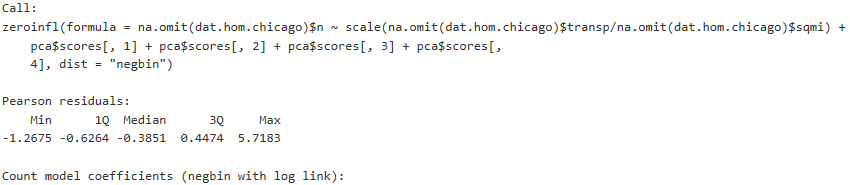 Call:
zeroinfl(formula = na.omit(dat.hom.chicago)$n ~ scale(na.omit(dat.hom.chicago)$transp/na.omit(dat.hom.chicago)$sqmi) +
    pca$scores[, 1] + pca$scores[, 2] + pca$scores[, 3] + pca$scores[,
    4], dist = "negbin")
Pearson residuals:
    Min      1Q  Median      3Q     Max
-1.2675 -0.6264 -0.3851  0.4474  5.7183
Count model coefficients (negbin with log link):